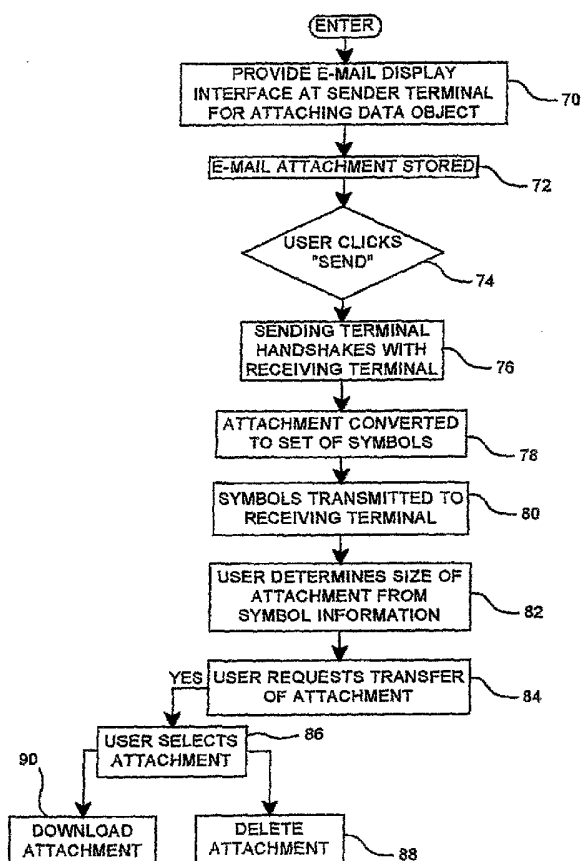 ENTER
PROVIDE E-MAIL DISPLAY
INTERFACE AT SENDER TERMINAL
FOR ATTACHING DATA OBJECT
70
E-MAIL ATTACHMENT STORED
72
USER CLICKS
"SEND"
74
SENDING TERMINAL
HANDSHAKES WITH
RECEIVING TERMINAL
76
ATTACHMENT CONVERTED
TO SET OF SYMBOLS
78
SYMBOLS TRANSMITTED TO
RECEIVING TERMINAL
80
USER DETERMINES SIZE OF
ATTACHMENT FROM
SYMBOL INFORMATION
82
YES
USER REQUESTS TRANSFER
OF ATTACHMENT
84
USER SELECTS
ATTACHMENT
86
90
DOWNLOAD
ATTACHMENT
DELETE
ATTACHMENT
88